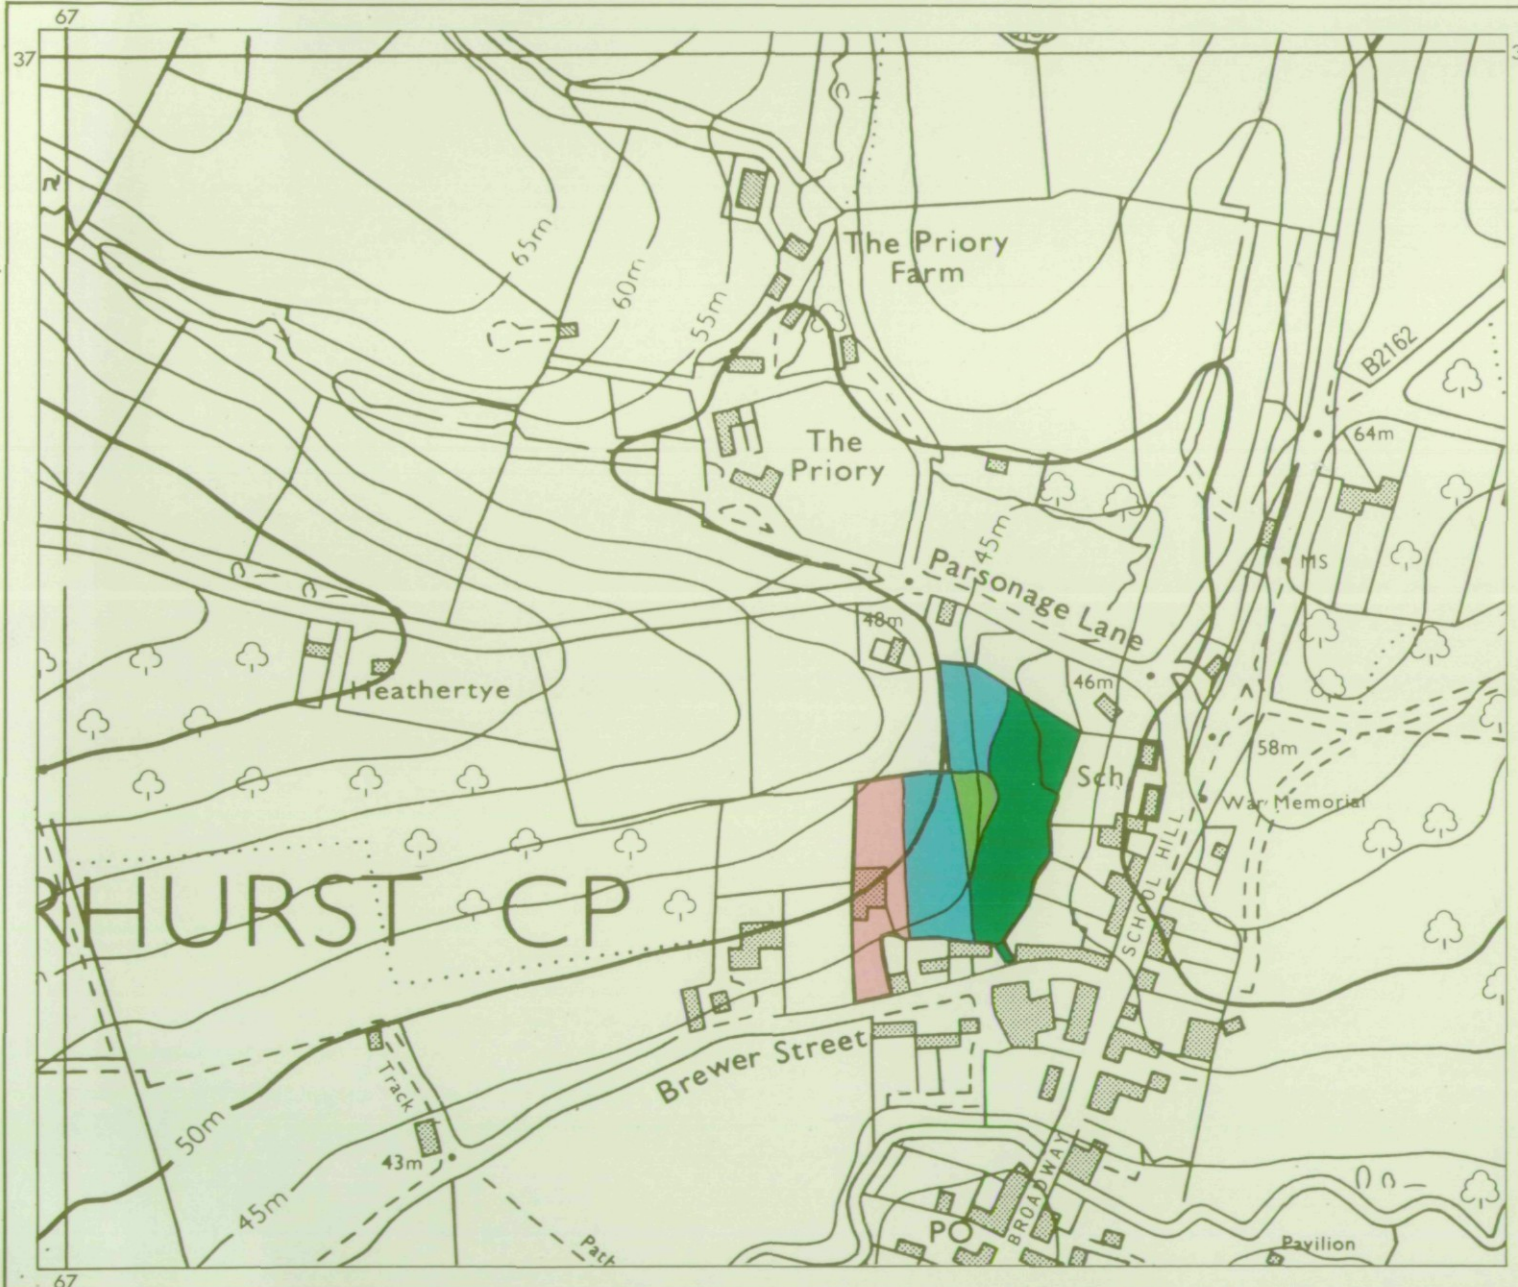 67
37
65m
60m
55m
The Priory
Farm
B2162
64m
The
Priory
45m
MS
Parsonage Lane
48m
Heathertye
46m
58m
Sch
War Memorial
SCHOOL HILL
RHURST CP
Brewer Street
Track
50m
43m
45m
Path
BROADWAY
PO
Pavilion
67